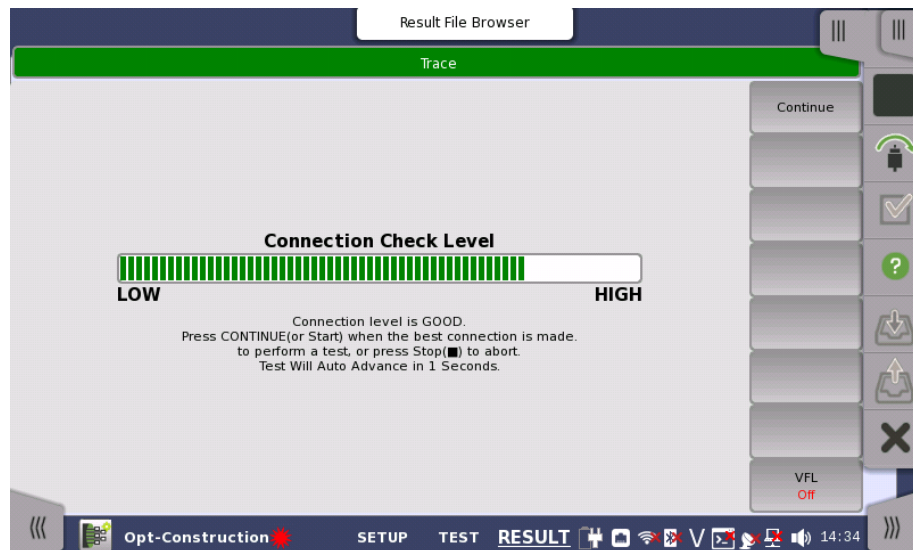 Result File Browser
Trace
Continue
Connection Check Level
LOW
HIGH
Connection level is GOOD.
Press CONTINUE(or Start) when the best connection is made.
to perform a test, or press Stop(■) to abort.
Test Will Auto Advance in 1 Seconds.
VFL
Off
Opt-Construction
SETUP
TEST
RESULT
V
14:34